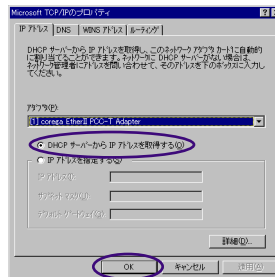 Microsoft TCP/IPのプロパティ
IP アドレス DNS WINS アドレス ルーティング
DHCP サーバーから IP アドレスを取得し、このネットワーク アダプタ カードに自動的
に割り当てることができます。ネットワークに DHCP サーバーがない場合は、
ネットワーク管理者にアドレスを問い合わせて、そのアドレスを下のボックスに入力し
てください。
アダプタ(P):
[1] corega EtherII PCC-T Adapter
DHCP サーバーから IP アドレスを取得する(O)
IP アドレスを指定する(S)
IP アドレス(I):
サブネット マスク(U):
デフォルト ゲートウェイ(G):
詳細(D)...
OK キャンセル 適用(A)